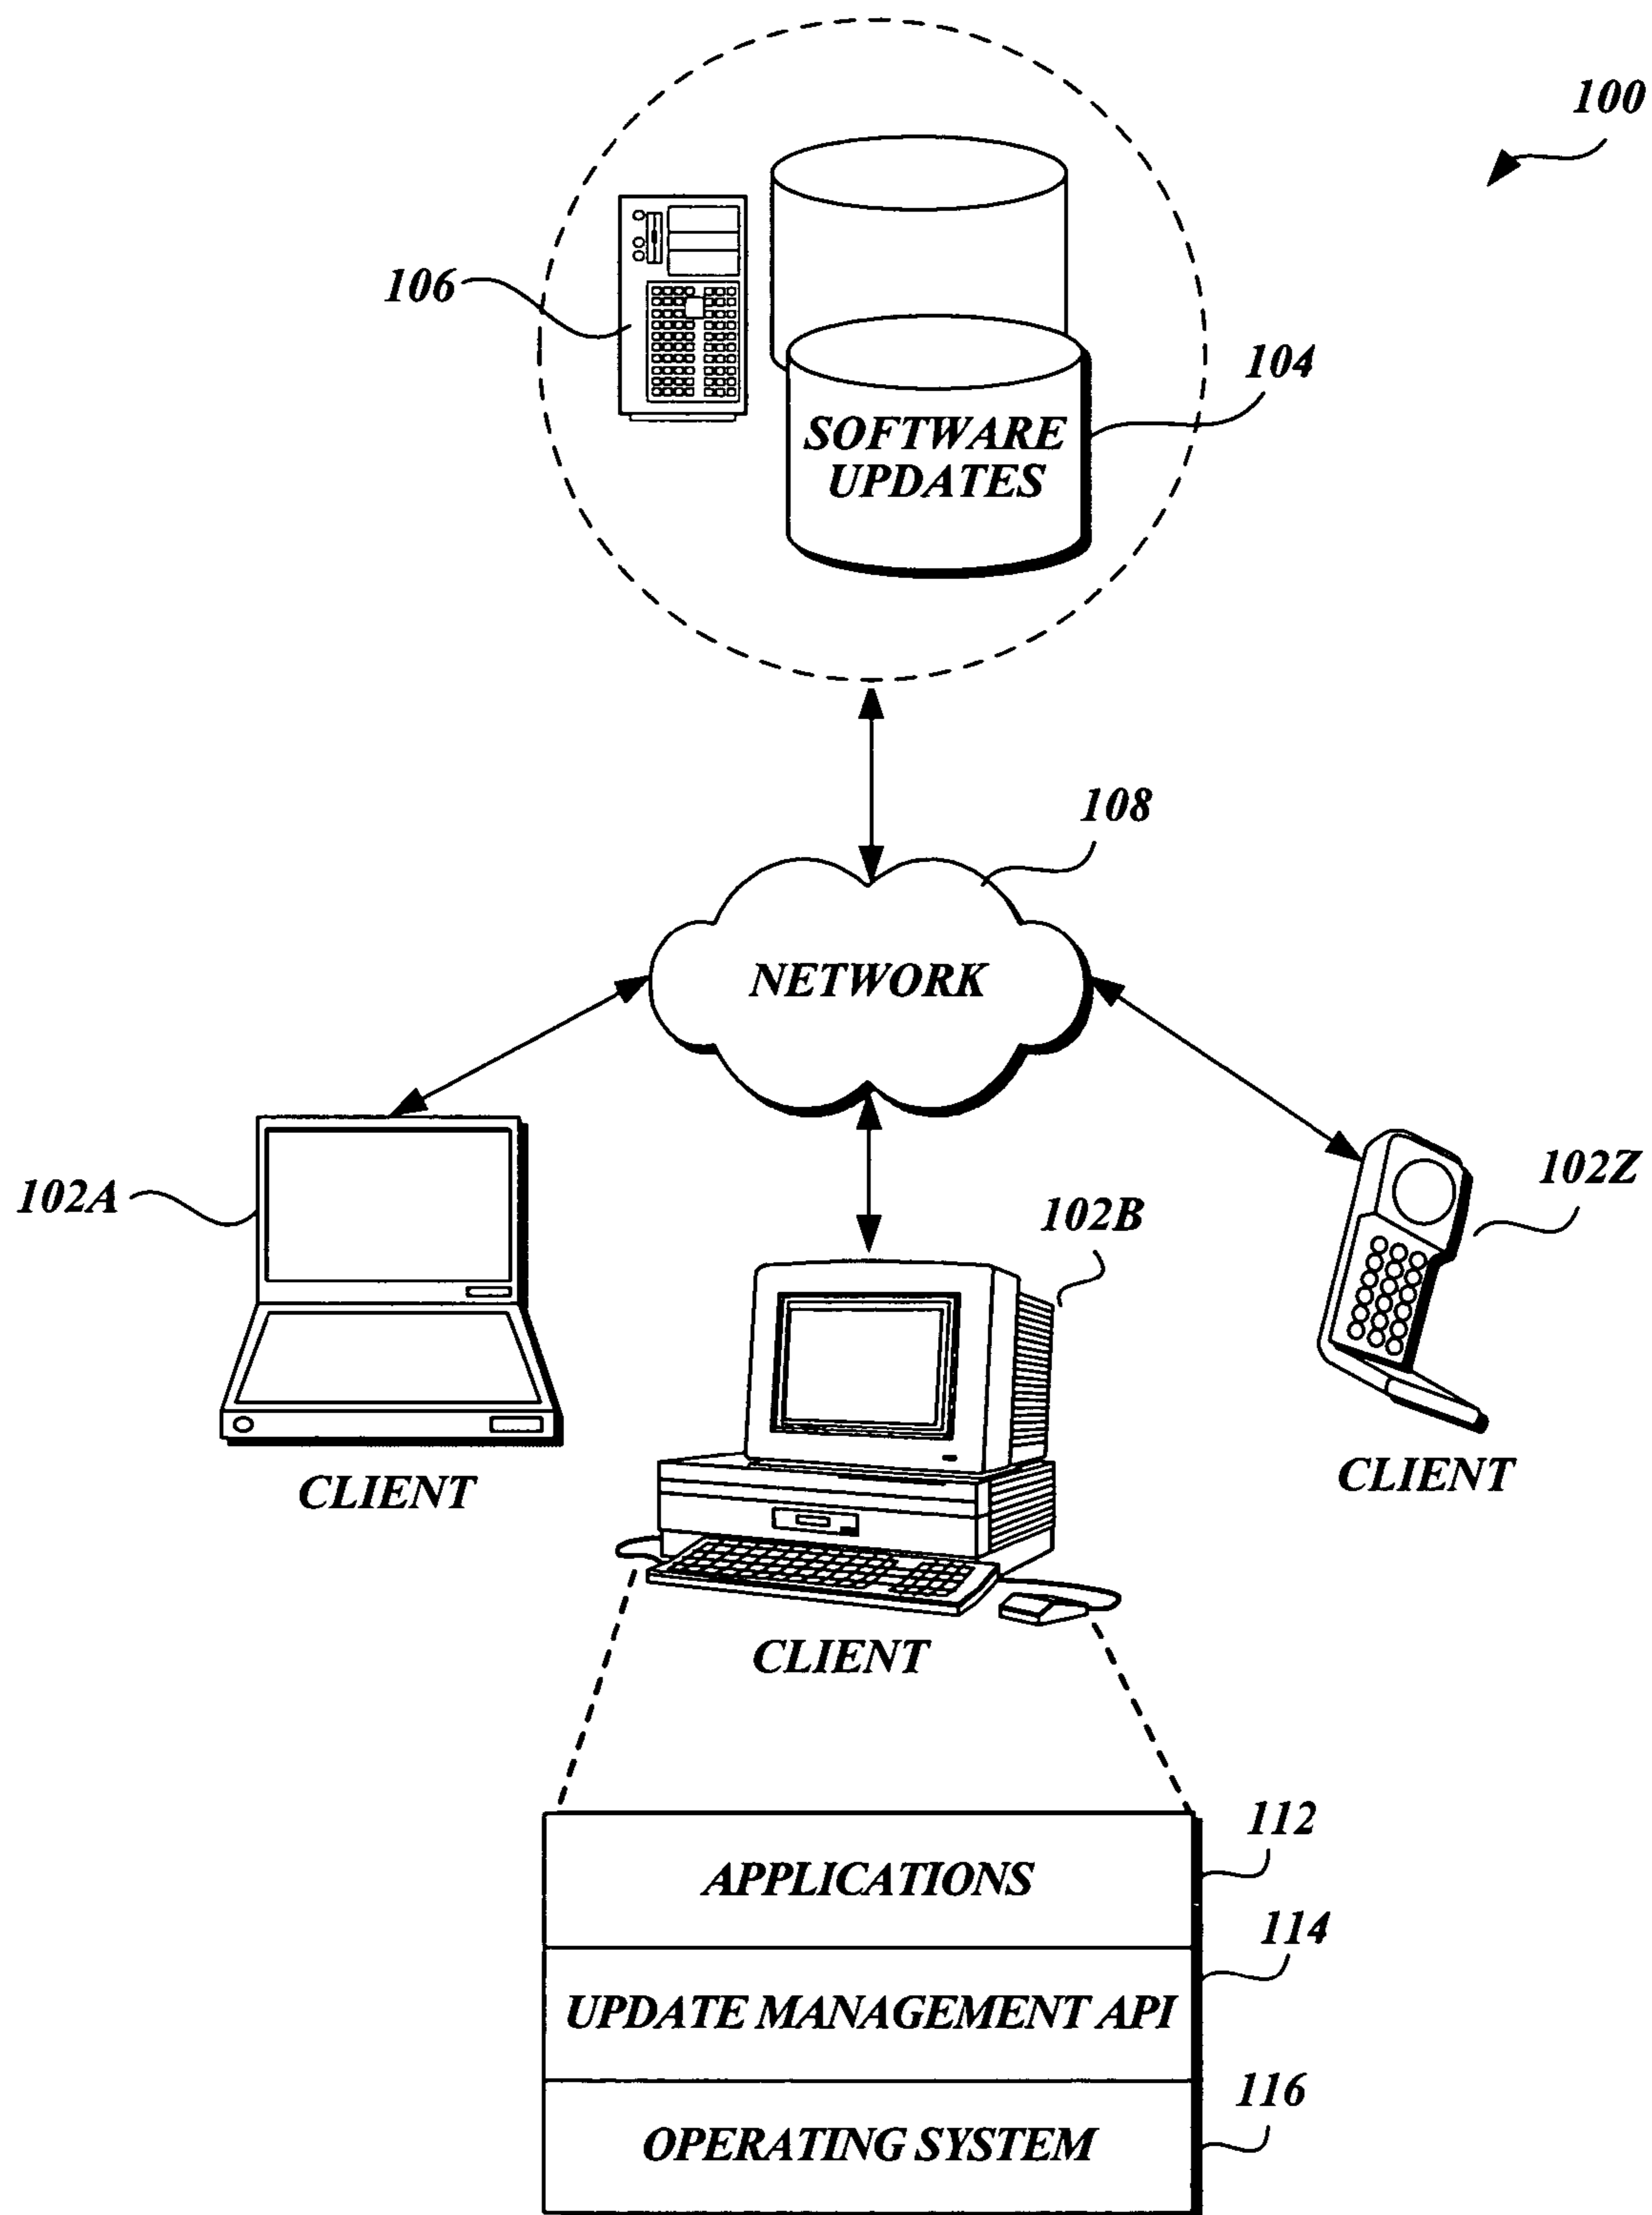 100
106
104
SOFTWARE
UPDATES
108
NETWORK
102A
102B
102Z
CLIENT
CLIENT
CLIENT
112
APPLICATIONS
114
UPDATE MANAGEMENT API
116
OPERATING SYSTEM